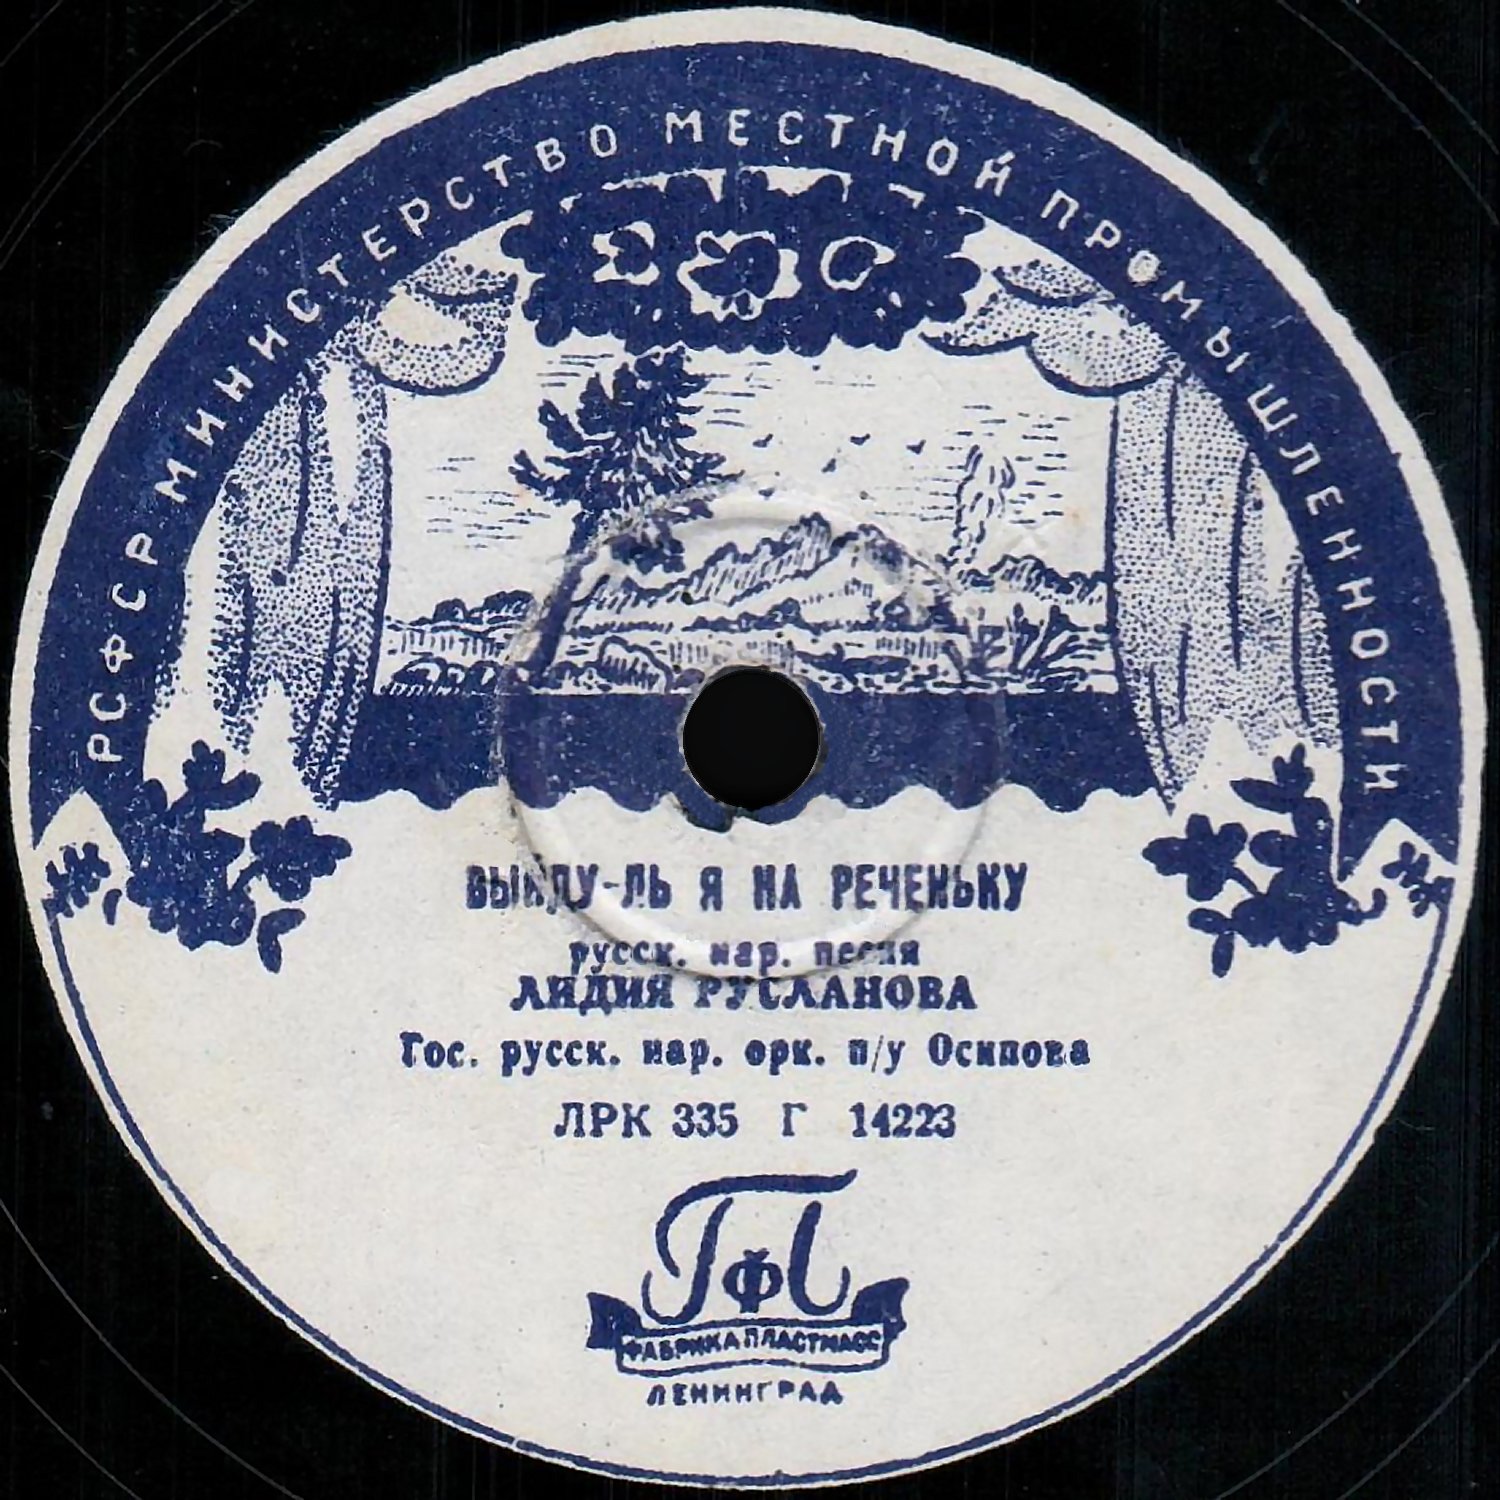 РСФСР МИНИСТЕРСТВО МЕСТНОЙ ПРОМЫШЛЕННОСТИ
ВЫЙДУ-ЛЬ Я НА РЕЧЕНЬКУ
русск. нар. песня
ЛИДИЯ РУСЛАНОВА
Гос. русск. нар. орк. п/у Осипова
ЛРК 335 Г 14223
ГФП
ФАБРИКА ПЛАСТМАСС
ЛЕНИНГРАД